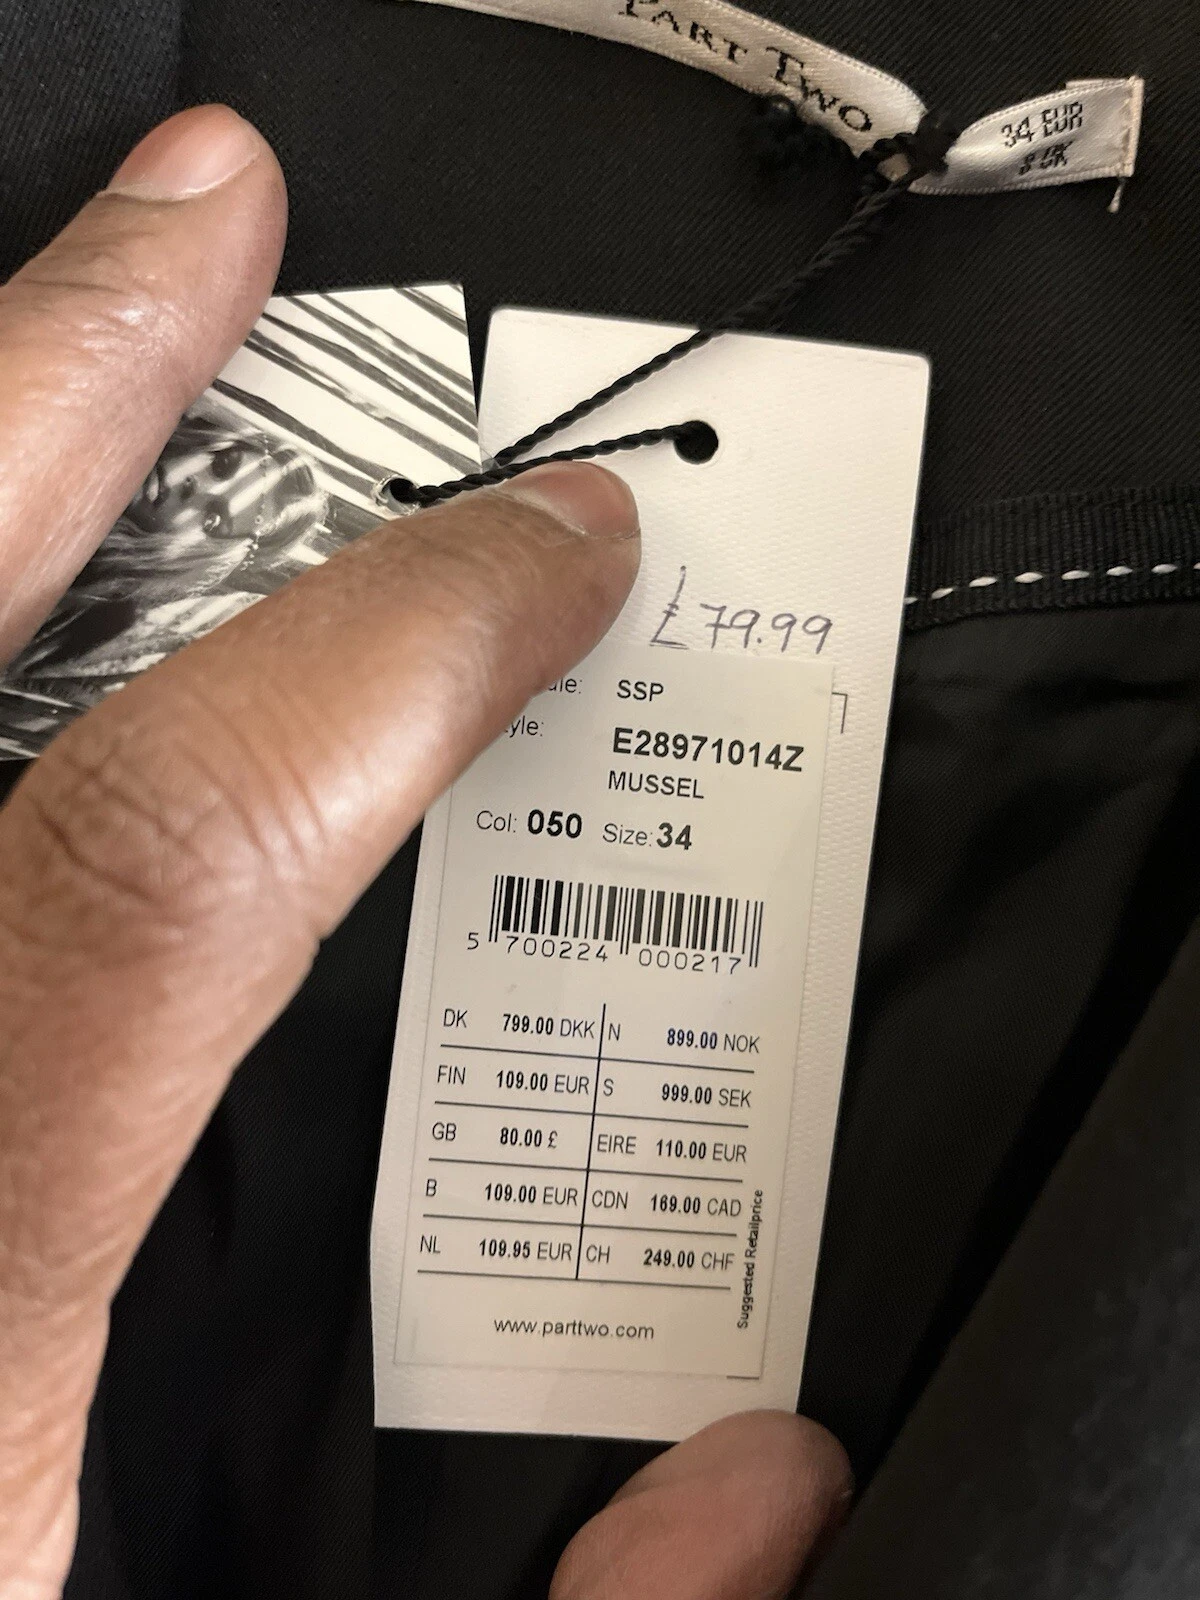 PART TWO
34 EUR
8 UK
£79.99
SSP
E28971014Z
MUSSEL
Col: 050 Size: 34
5 700224 000217
DK 799.00 DKK N 899.00 NOK
FIN 109.00 EUR S 999.00 SEK
GB 80.00 £ EIRE 110.00 EUR
B 109.00 EUR CDN 169.00 CAD
NL 109.95 EUR CH 249.00 CHF
Suggested Retailprice
www.parttwo.com